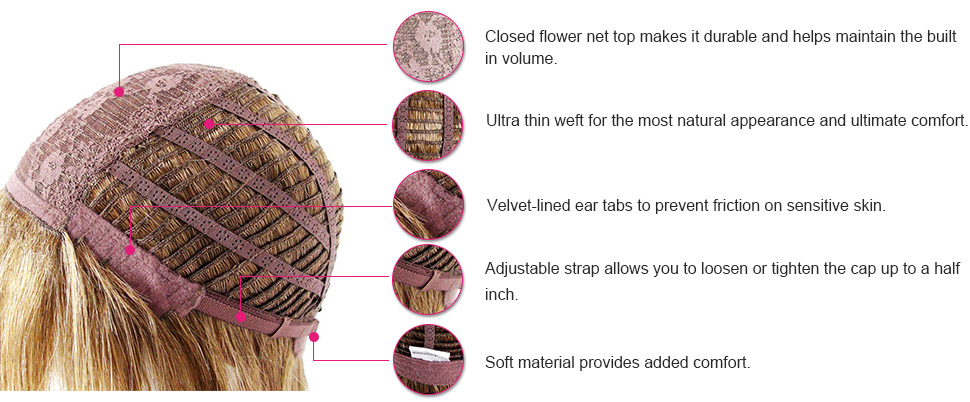 Closed flower net top makes it durable and helps maintain the built
in volume.
Ultra thin weft for the most natural appearance and ultimate comfort.
Velvet-lined ear tabs to prevent friction on sensitive skin.
Adjustable strap allows you to loosen or tighten the cap up to a half
inch.
Soft material provides added comfort.